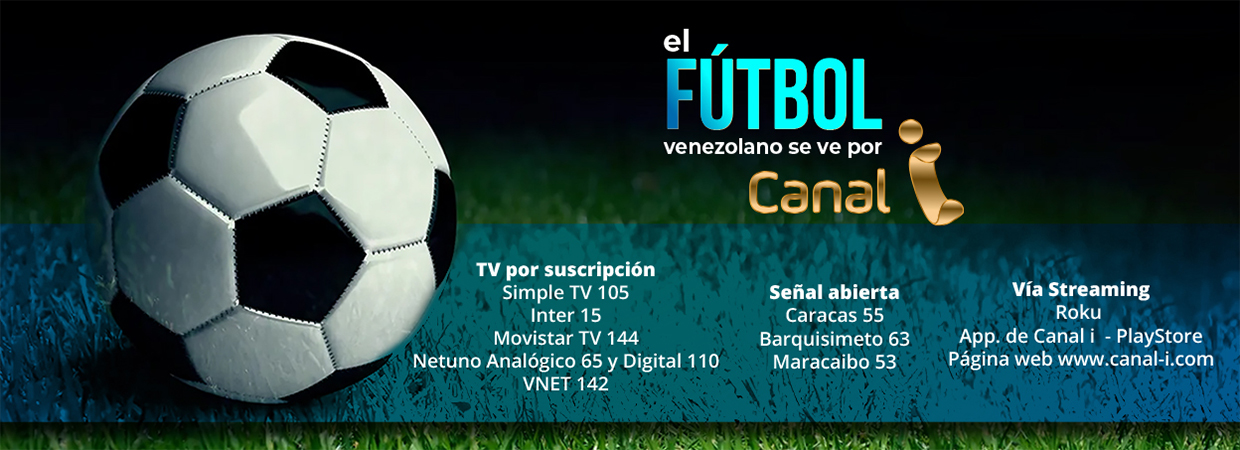 el
FÚTBOL
venezolano se ve por
Canal i
TV por suscripción
Simple TV 105
Inter 15
Movistar TV 144
Netuno Analógico 65 y Digital 110
VNET 142
Señal abierta
Caracas 55
Barquisimeto 63
Maracaibo 53
Vía Streaming
Roku
App. de Canal i - PlayStore
Página web www.canal-i.com